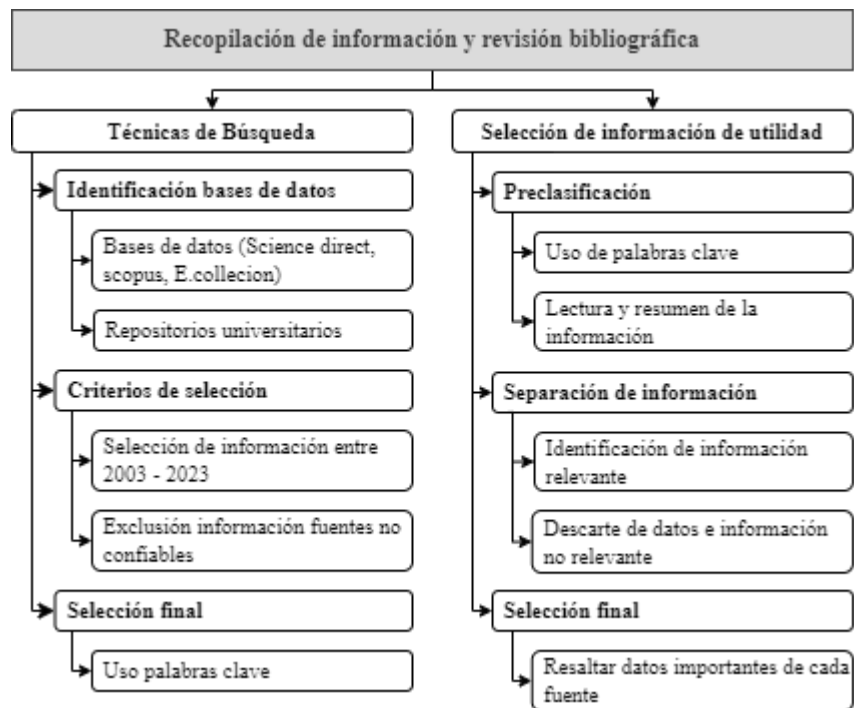 Recopilación de información y revisión bibliográfica
Técnicas de Búsqueda
Identificación bases de datos
Bases de datos (Science direct,
scopus, E.collecion)
Repositorios universitarios
Criterios de selección
Selección de información entre
2003 - 2023
Exclusión información fuentes no
confiables
Selección final
Uso palabras clave
Selección de información de utilidad
Preclasificación
Uso de palabras clave
Lectura y resumen de la
información
Separación de información
Identificación de información
relevante
Descarte de datos e información
no relevante
Selección final
Resaltar datos importantes de cada
fuente